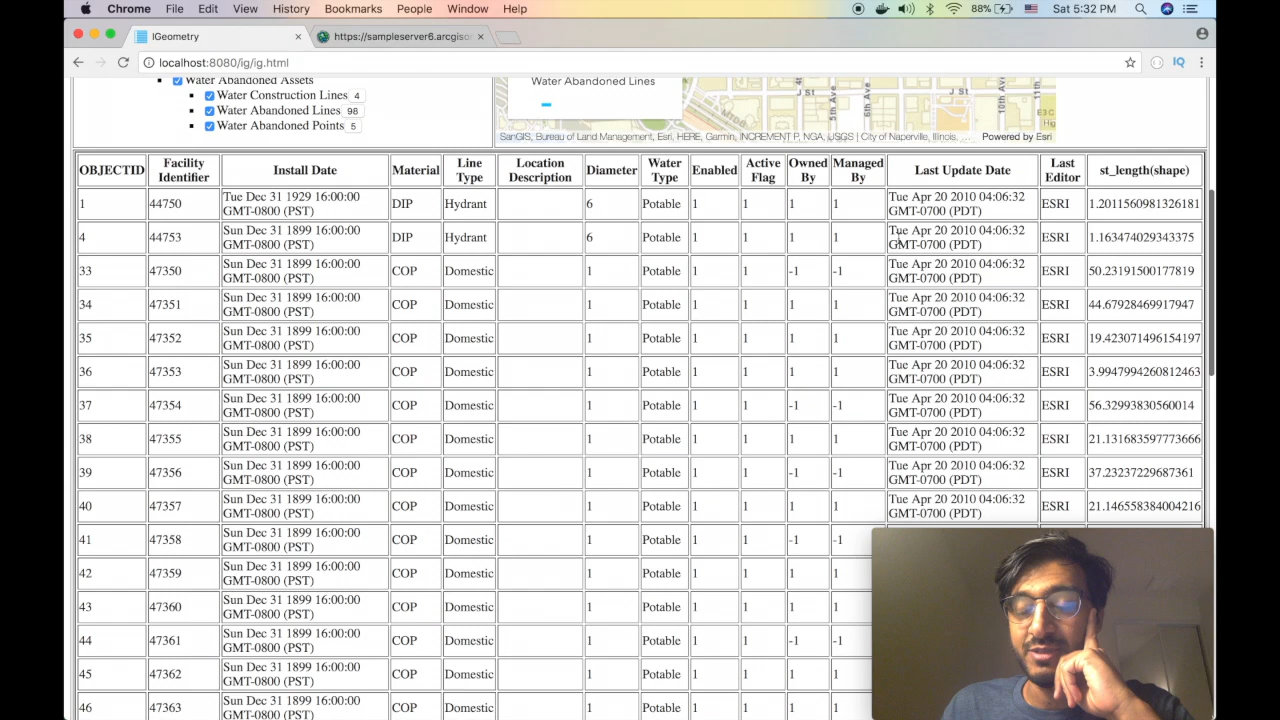 Chrome File Edit View History Bookmarks People Window Help 88% Sat 5:32 PM
IGeometry × https://sampleserver6.arcgison ×
localhost:8080/ig/ig.html IQ
Water Abandoned Assets
Water Construction Lines 4
Water Abandoned Lines 96
Water Abandoned Points 5
Water Abandoned Lines
J St 5th Ave J St 10th Ave 11th Ave E3 C
SanGIS, Bureau of Land Management, Esri, HERE, Garmin, INCREMENT P, NGA, USGS | City of Naperville, Illinois, ... Powered by Esri
OBJECTID Facility Identifier Install Date Material Line Type Location Description Diameter Water Type Enabled Active Flag Owned By Managed By Last Update Date Last Editor st_length(shape)
1 44750 Tue Dec 31 1929 16:00:00 GMT-0800 (PST) DIP Hydrant 6 Potable 1 1 1 1 Tue Apr 20 2010 04:06:32 GMT-0700 (PDT) ESRI 1.2011560981326181
4 44753 Sun Dec 31 1899 16:00:00 GMT-0800 (PST) DIP Hydrant 6 Potable 1 1 1 1 Tue Apr 20 2010 04:06:32 GMT-0700 (PDT) ESRI 1.163474029343375
33 47350 Sun Dec 31 1899 16:00:00 GMT-0800 (PST) COP Domestic 1 Potable 1 1 -1 -1 Tue Apr 20 2010 04:06:32 GMT-0700 (PDT) ESRI 50.23191500177819
34 47351 Sun Dec 31 1899 16:00:00 GMT-0800 (PST) COP Domestic 1 Potable 1 1 1 1 Tue Apr 20 2010 04:06:32 GMT-0700 (PDT) ESRI 44.67928469917947
35 47352 Sun Dec 31 1899 16:00:00 GMT-0800 (PST) COP Domestic 1 Potable 1 1 1 1 Tue Apr 20 2010 04:06:32 GMT-0700 (PDT) ESRI 19.423071496154197
36 47353 Sun Dec 31 1899 16:00:00 GMT-0800 (PST) COP Domestic 1 Potable 1 1 1 1 Tue Apr 20 2010 04:06:32 GMT-0700 (PDT) ESRI 3.9947994260812463
37 47354 Sun Dec 31 1899 16:00:00 GMT-0800 (PST) COP Domestic 1 Potable 1 1 -1 -1 Tue Apr 20 2010 04:06:32 GMT-0700 (PDT) ESRI 56.32993830560014
38 47355 Sun Dec 31 1899 16:00:00 GMT-0800 (PST) COP Domestic 1 Potable 1 1 1 1 Tue Apr 20 2010 04:06:32 GMT-0700 (PDT) ESRI 21.131683597773666
39 47356 Sun Dec 31 1899 16:00:00 GMT-0800 (PST) COP Domestic 1 Potable 1 1 -1 -1 Tue Apr 20 2010 04:06:32 GMT-0700 (PDT) ESRI 37.23237229687361
40 47357 Sun Dec 31 1899 16:00:00 GMT-0800 (PST) COP Domestic 1 Potable 1 1 1 1 Tue Apr 20 2010 04:06:32 GMT-0700 (PDT) ESRI 21.146558384004216
41 47358 Sun Dec 31 1899 16:00:00 GMT-0800 (PST) COP Domestic 1 Potable 1 1 -1 -1
42 47359 Sun Dec 31 1899 16:00:00 GMT-0800 (PST) COP Domestic 1 Potable 1 1 1 1
43 47360 Sun Dec 31 1899 16:00:00 GMT-0800 (PST) COP Domestic 1 Potable 1 1 1 1
44 47361 Sun Dec 31 1899 16:00:00 GMT-0800 (PST) COP Domestic 1 Potable 1 1 -1 -1
45 47362 Sun Dec 31 1899 16:00:00 GMT-0800 (PST) COP Domestic 1 Potable 1 1 1 1
46 47363 Sun Dec 31 1899 16:00:00 GMT-0800 (PST) COP Domestic 1 Potable 1 1 1 1